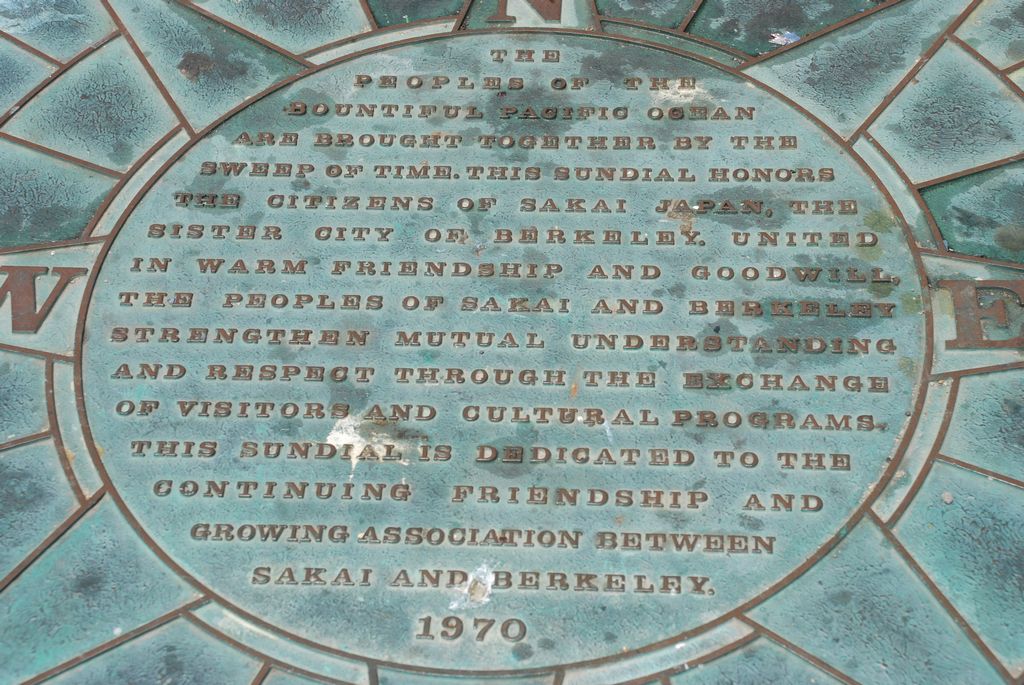 N
THE
PEOPLES OF THE
BOUNTIFUL PACIFIC OCEAN
ARE BROUGHT TOGETHER BY THE
SWEEP OF TIME. THIS SUNDIAL HONORS
THE CITIZENS OF SAKAI JAPAN, THE
SISTER CITY OF BERKELEY. UNITED
IN WARM FRIENDSHIP AND GOODWILL,
THE PEOPLES OF SAKAI AND BERKELEY
STRENGTHEN MUTUAL UNDERSTANDING
AND RESPECT THROUGH THE EXCHANGE
OF VISITORS AND CULTURAL PROGRAMS.
THIS SUNDIAL IS DEDICATED TO THE
CONTINUING FRIENDSHIP AND
GROWING ASSOCIATION BETWEEN
SAKAI AND BERKELEY.
1970
W
E